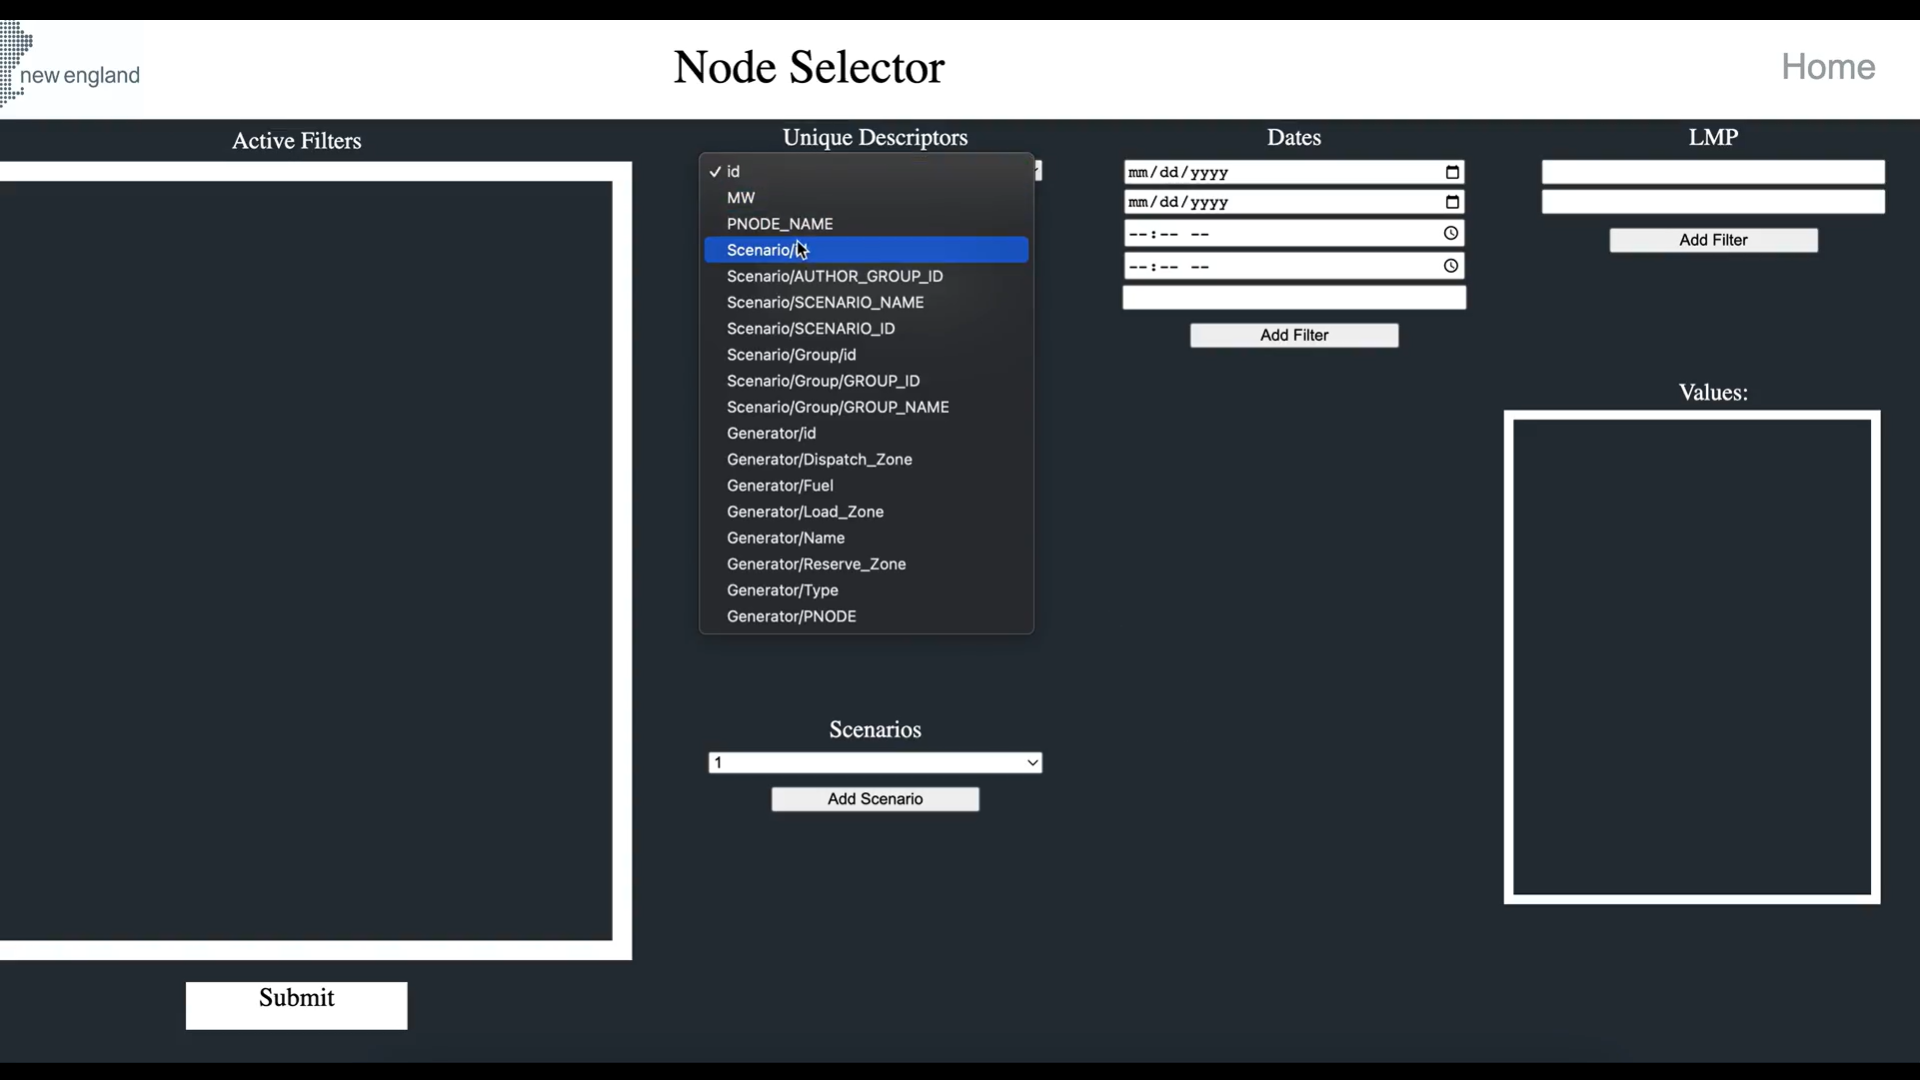 new england
Node Selector
Home
Active Filters
Unique Descriptors
id
MW
PNODE_NAME
Scenario/id
Scenario/AUTHOR_GROUP_ID
Scenario/SCENARIO_NAME
Scenario/SCENARIO_ID
Scenario/Group/id
Scenario/Group/GROUP_ID
Scenario/Group/GROUP_NAME
Generator/id
Generator/Dispatch_Zone
Generator/Fuel
Generator/Load_Zone
Generator/Name
Generator/Reserve_Zone
Generator/Type
Generator/PNODE
Scenarios
1
Add Scenario
Dates
mm/dd/yyyy
mm/dd/yyyy
--:-- --
--:-- --
Add Filter
LMP
Add Filter
Values:
Submit